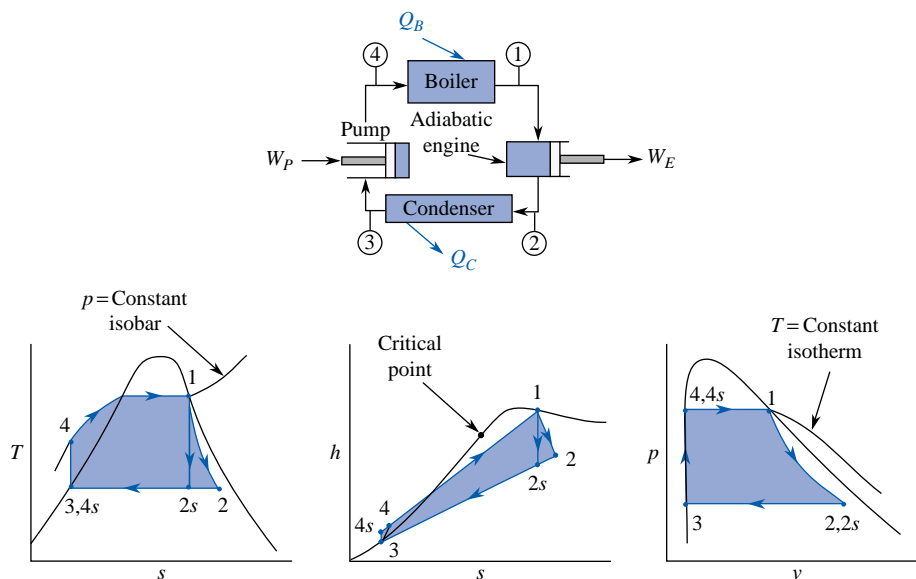 Q_B
4
1
Boiler
Pump
Adiabatic
engine
W_P
W_E
Condenser
3
2
Q_C
p = Constant
isobar
1
4
T
3,4s
2s
2
s
Critical
point
1
h
2
4
4s
2s
3
s
T = Constant
isotherm
4,4s
1
p
3
2,2s
v